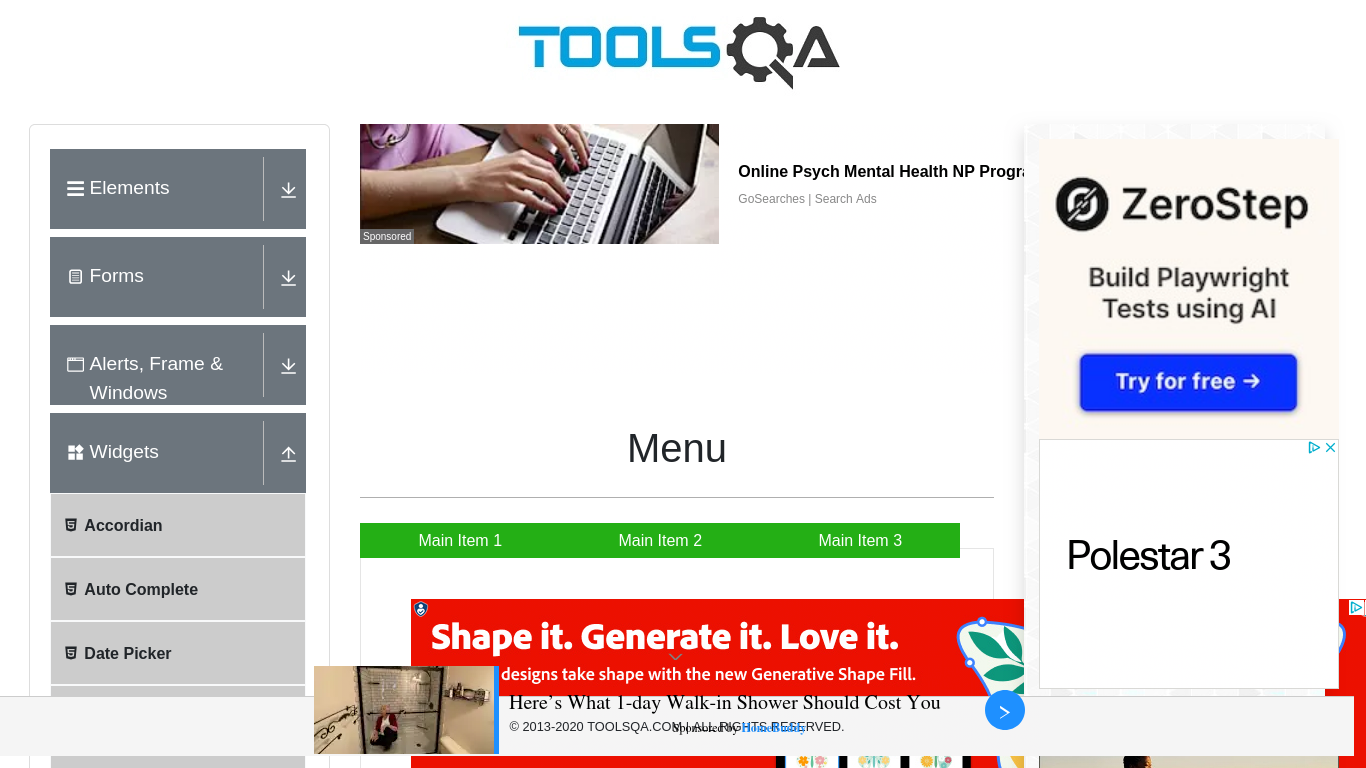 TOOLSQA
Elements
Forms
Alerts, Frame &
Windows
Widgets
Accordian
Auto Complete
Date Picker
Sponsored
Online Psych Mental Health NP Progra
GoSearches | Search Ads
Menu
Main Item 1
Main Item 2
Main Item 3
ZeroStep
Build Playwright
Tests using AI
Try for free →
Polestar 3
Shape it. Generate it. Love it.
designs take shape with the new Generative Shape Fill.
Here's What 1-day Walk-in Shower Should Cost You
© 2013-2020 TOOLSQA.COM | ALL RIGHTS RESERVED.
Sponsored by HomeBuddy